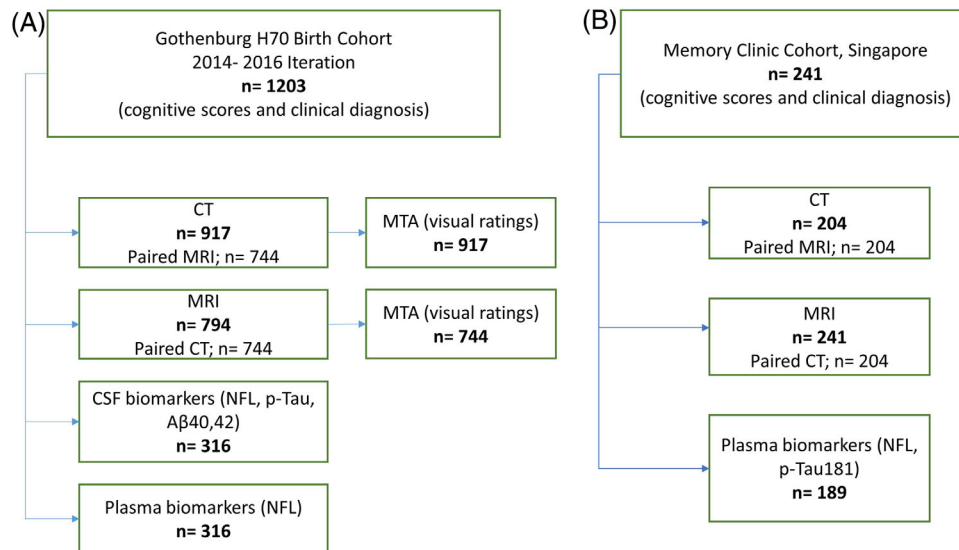 (A)
Gothenburg H70 Birth Cohort
2014- 2016 Iteration
n= 1203
(cognitive scores and clinical diagnosis)
CT
n= 917
Paired MRI; n= 744
MTA (visual ratings)
n= 917
MRI
n= 794
Paired CT; n= 744
MTA (visual ratings)
n= 744
CSF biomarkers (NFL, p-Tau,
Aβ40,42)
n= 316
Plasma biomarkers (NFL)
n= 316
(B)
Memory Clinic Cohort, Singapore
n= 241
(cognitive scores and clinical diagnosis)
CT
n= 204
Paired MRI; n= 204
MRI
n= 241
Paired CT; n= 204
Plasma biomarkers (NFL,
p-Tau181)
n= 189